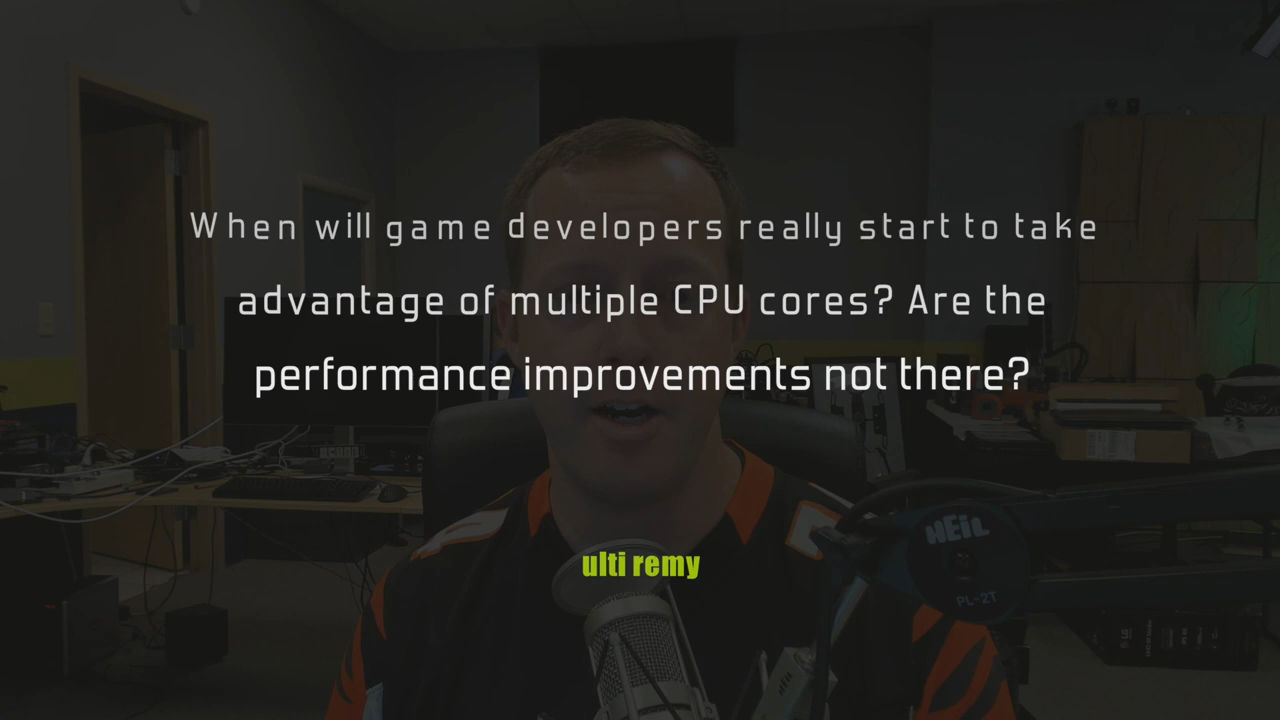 When will game developers really start to take
advantage of multiple CPU cores? Are the
performance improvements not there?
HEiL
PL-2T
ulti remy